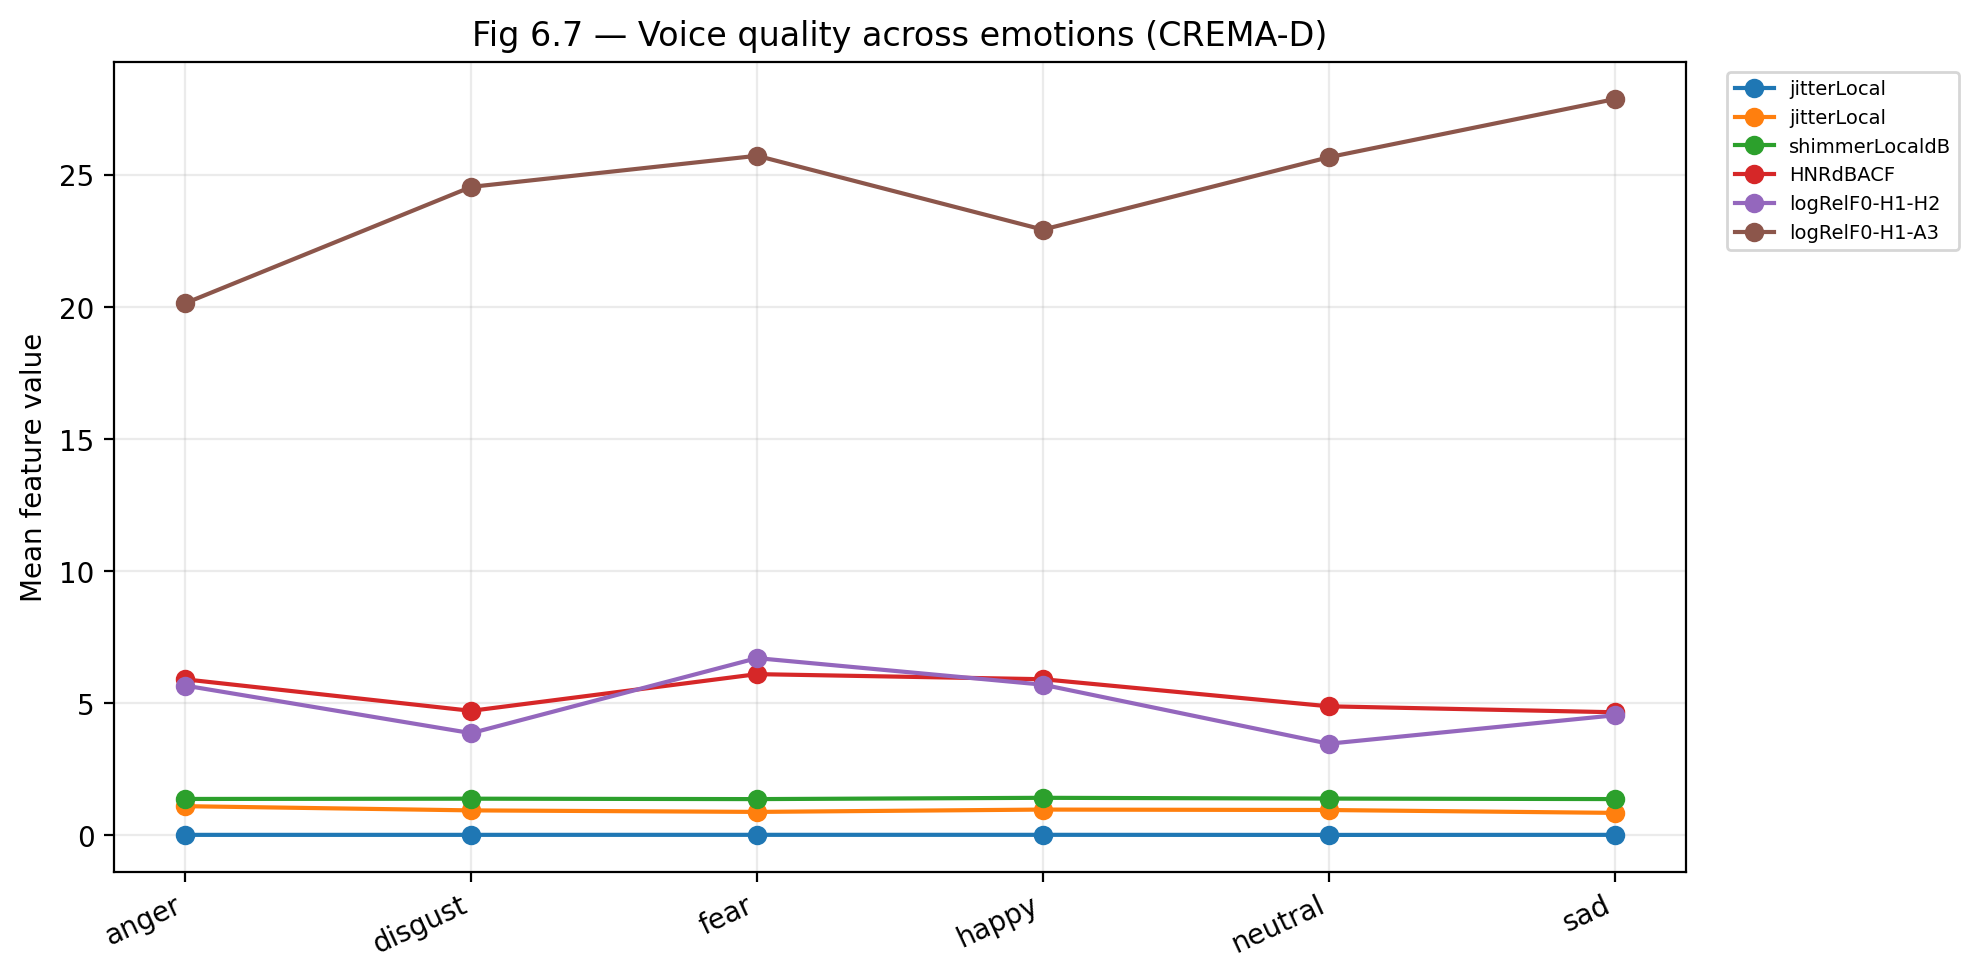 Fig 6.7 — Voice quality across emotions (CREMA-D)
Mean feature value
25
20
15
10
5
0
anger
disgust
fear
happy
neutral
sad
jitterLocal
jitterLocal
shimmerLocaldB
HNRdBACF
logRelF0-H1-H2
logRelF0-H1-A3